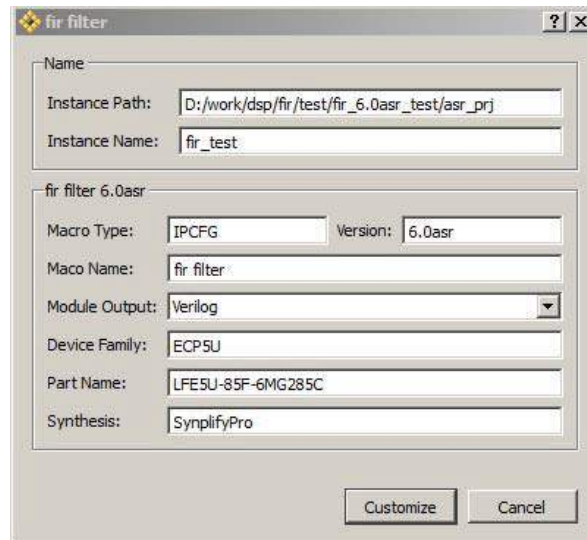 fir filter
Name
Instance Path: D:/work/dsp/fir/test/fir_6.0asr_test/asr_prj
Instance Name: fir_test
fir filter 6.0asr
Macro Type: IPCFG Version: 6.0asr
Maco Name: fir filter
Module Output: Verilog
Device Family: ECP5U
Part Name: LFE5U-85F-6MG285C
Synthesis: SynplifyPro
Customize Cancel